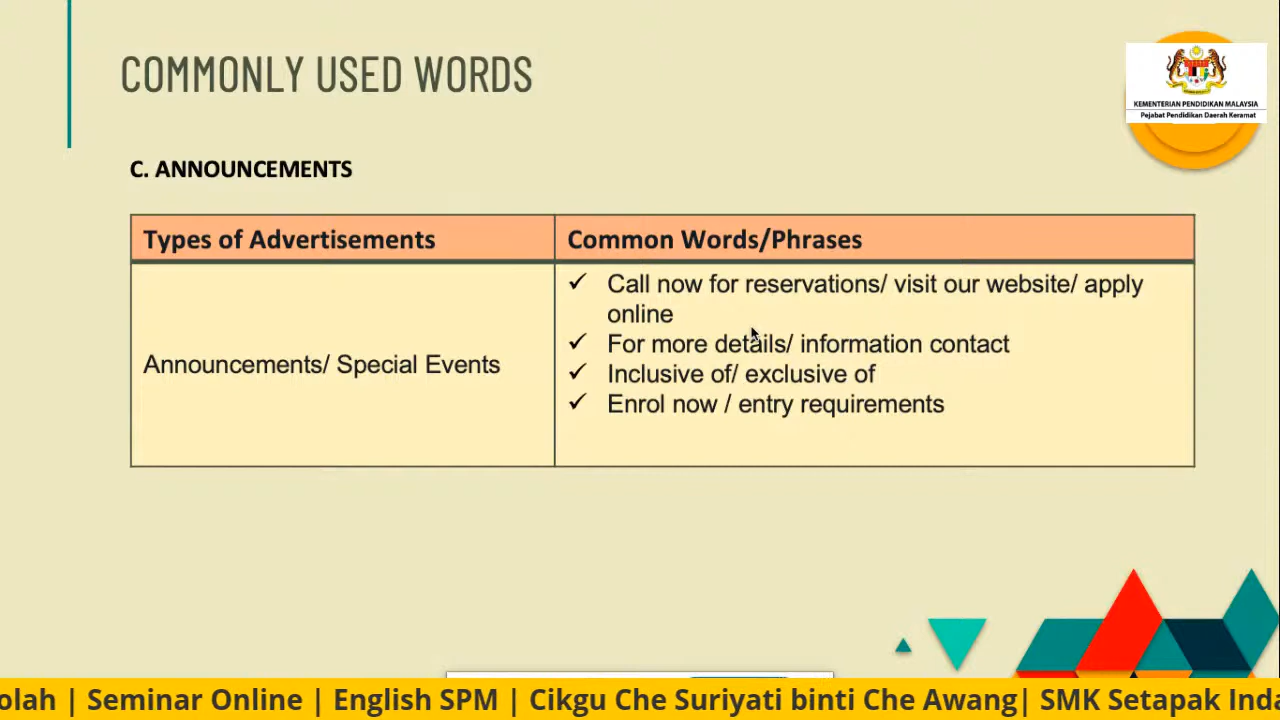 COMMONLY USED WORDS
KEMENTERIAN PENDIDIKAN MALAYSIA
Pejabat Pendidikan Daerah Keramat
C. ANNOUNCEMENTS
Types of Advertisements
Common Words/Phrases
Announcements/ Special Events
✓ Call now for reservations/ visit our website/ apply
online
✓ For more details/ information contact
✓ Inclusive of/ exclusive of
✓ Enrol now / entry requirements
olah | Seminar Online | English SPM | Cikgu Che Suriyati binti Che Awang| SMK Setapak Inda